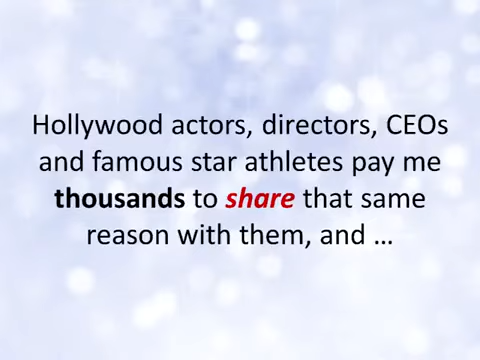 Hollywood actors, directors, CEOs
and famous star athletes pay me
thousands to share that same
reason with them, and …